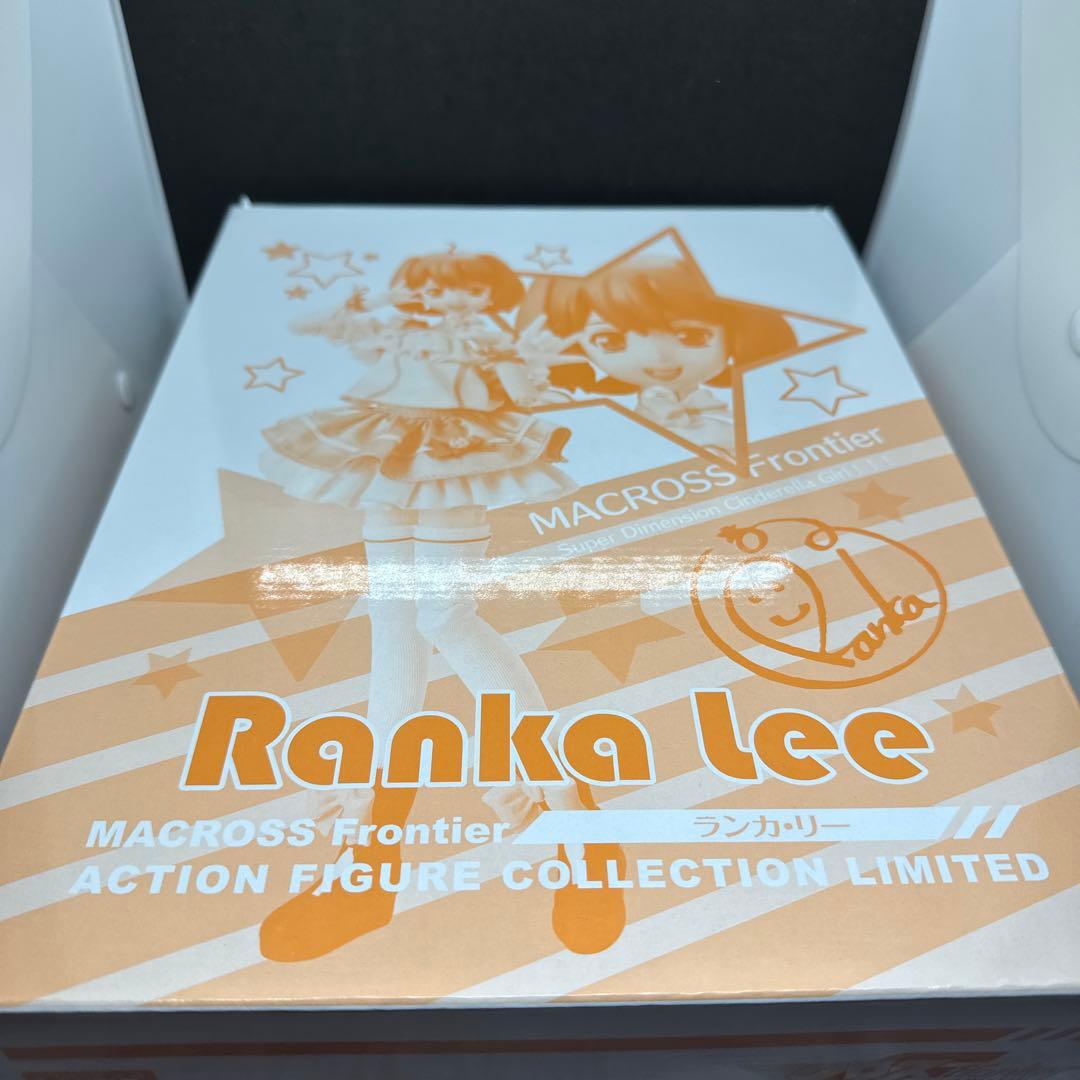 MACROSS Frontier
Super Dimension Cinderella Girl!!!
Ranka
Ranka Lee
MACROSS Frontier
ランカ・リー
ACTION FIGURE COLLECTION LIMITED